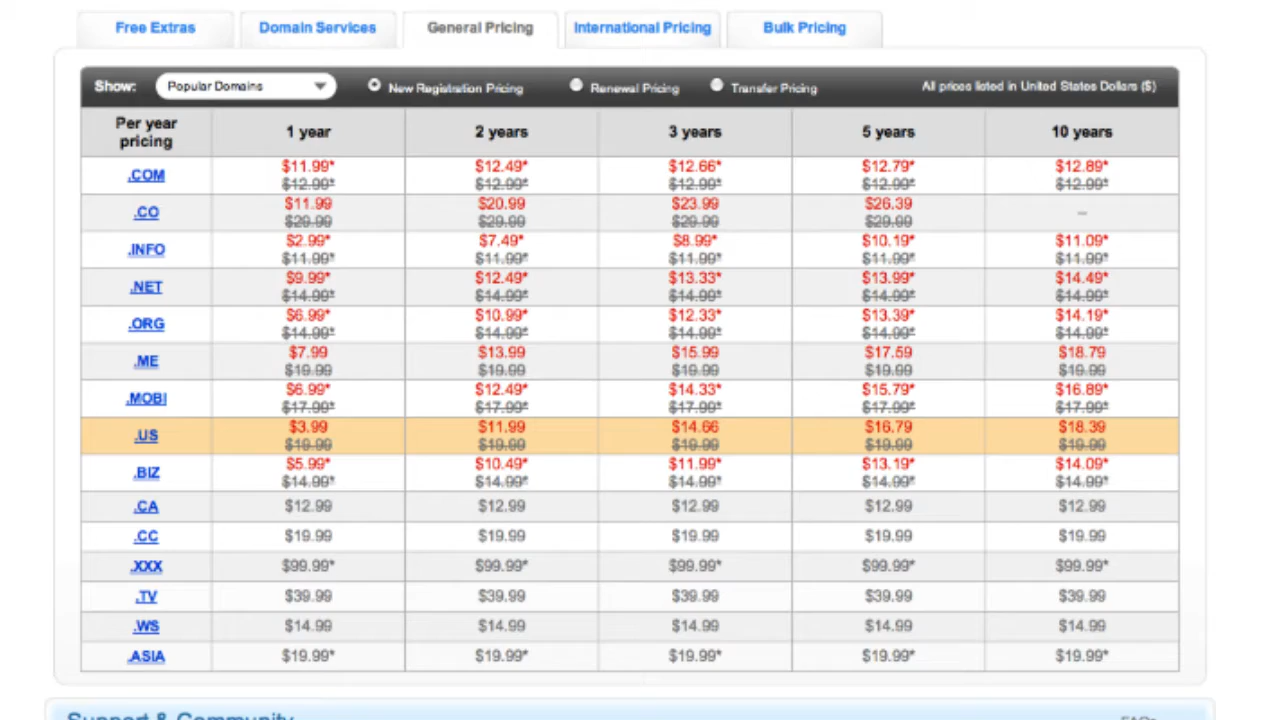 Free Extras Domain Services General Pricing International Pricing Bulk Pricing
Show: Popular Domains New Registration Pricing Renewal Pricing Transfer Pricing All prices listed in United States Dollars ($)
Per year pricing 1 year 2 years 3 years 5 years 10 years
.COM $11.99* $12.49* $12.66* $12.79* $12.89*
$12.99* $12.99* $12.99* $12.99* $12.99*
.CO $11.99 $20.99 $23.99 $26.39 –
$29.99 $29.99 $29.99 $29.99
.INFO $2.99* $7.49* $8.99* $10.19* $11.09*
$11.99* $11.99* $11.99* $11.99* $11.99*
.NET $9.99* $12.49* $13.33* $13.99* $14.49*
$14.99* $14.99* $14.99* $14.99* $14.99*
.ORG $6.99* $10.99* $12.33* $13.39* $14.19*
$14.99* $14.99* $14.99* $14.99* $14.99*
.ME $7.99 $13.99 $15.99 $17.59 $18.79
$19.99 $19.99 $19.99 $19.99 $19.99
.MOBI $6.99* $12.49* $14.33* $15.79* $16.89*
$17.99* $17.99* $17.99* $17.99* $17.99*
.US $3.99 $11.99 $14.66 $16.79 $18.39
$19.99 $19.99 $19.99 $19.99 $19.99
.BIZ $5.99* $10.49* $11.99* $13.19* $14.09*
$14.99* $14.99* $14.99* $14.99* $14.99*
.CA $12.99 $12.99 $12.99 $12.99 $12.99
.CC $19.99 $19.99 $19.99 $19.99 $19.99
.XXX $99.99* $99.99* $99.99* $99.99* $99.99*
.TV $39.99 $39.99 $39.99 $39.99 $39.99
.WS $14.99 $14.99 $14.99 $14.99 $14.99
.ASIA $19.99* $19.99* $19.99* $19.99* $19.99*
Support & Community FAQs